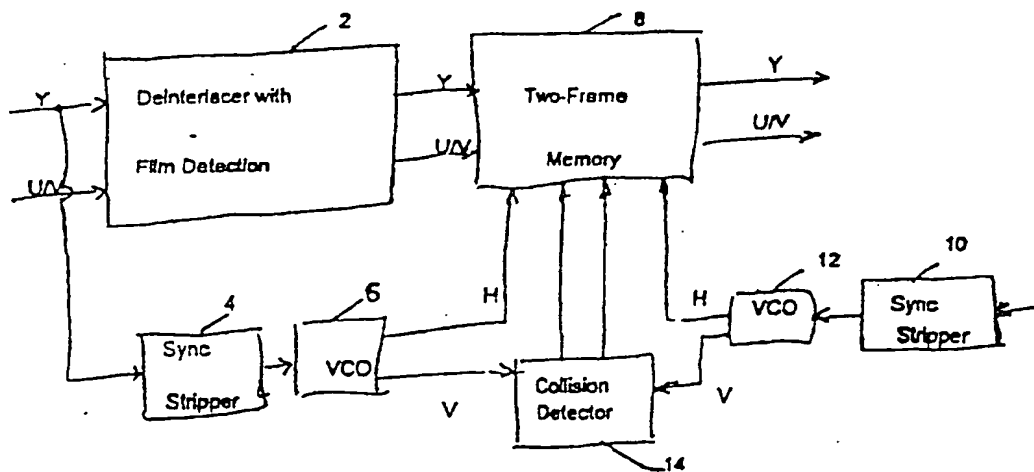 2
8
Y
Deinterlacer with
Film Detection
Y
Two-Frame
Memory
Y
U/V
U/V
U/V
12
10
4
6
H
H
VCO
Sync
Stripper
Sync
Stripper
VCO
V
Collision
Detector
V
14